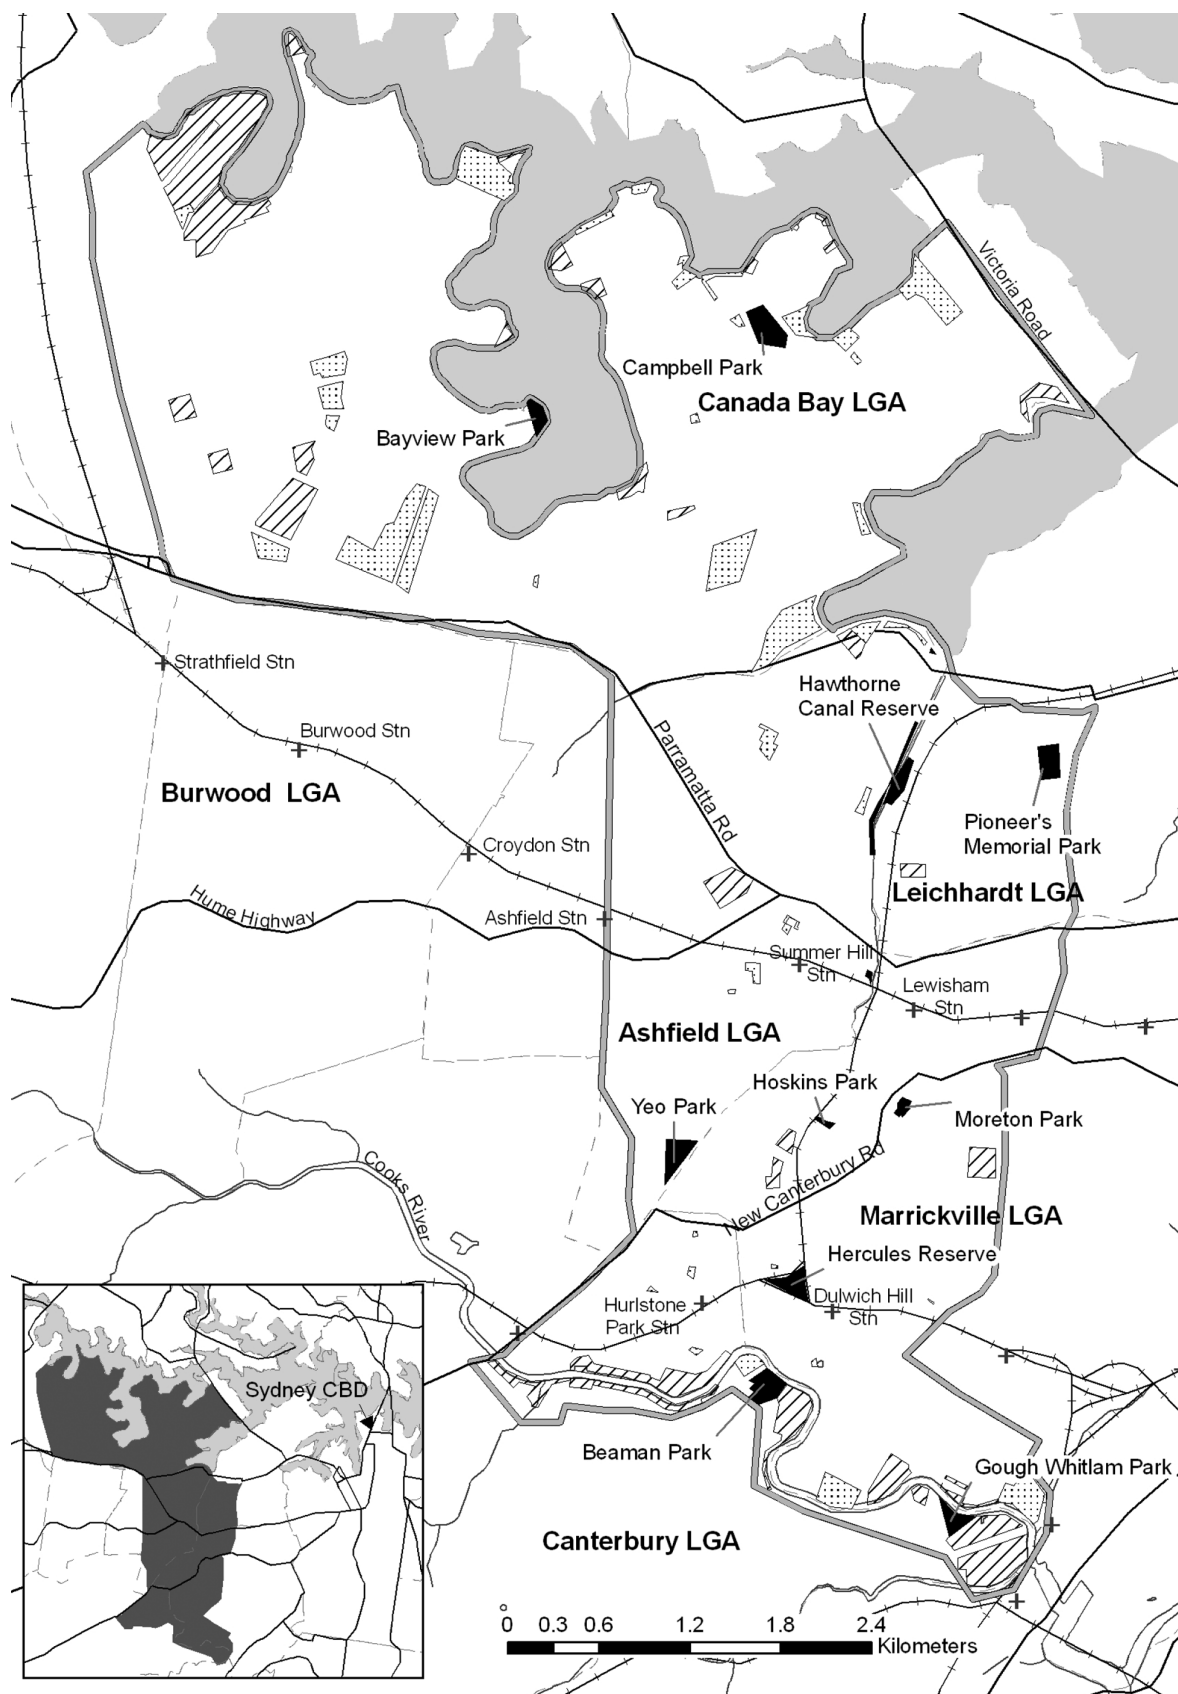 Victoria Road
Campbell Park
Canada Bay LGA
Bayview Park
Strathfield Stn
Hawthorne
Canal Reserve
Burwood Stn
Parramatta Rd
Burwood LGA
Pioneer's
Memorial Park
Croydon Stn
Leichhardt LGA
Hume Highway
Ashfield Stn
Summer Hill
Stn
Lewisham
Stn
Ashfield LGA
Hoskins Park
Yeo Park
Moreton Park
Cooks River
New Canterbury Rd
Marrickville LGA
Hercules Reserve
Hurlstone
Park Stn
Dulwich Hill
Stn
Sydney CBD
Beaman Park
Gough Whitlam Park
Canterbury LGA
0 0.3 0.6 1.2 1.8 2.4
Kilometers